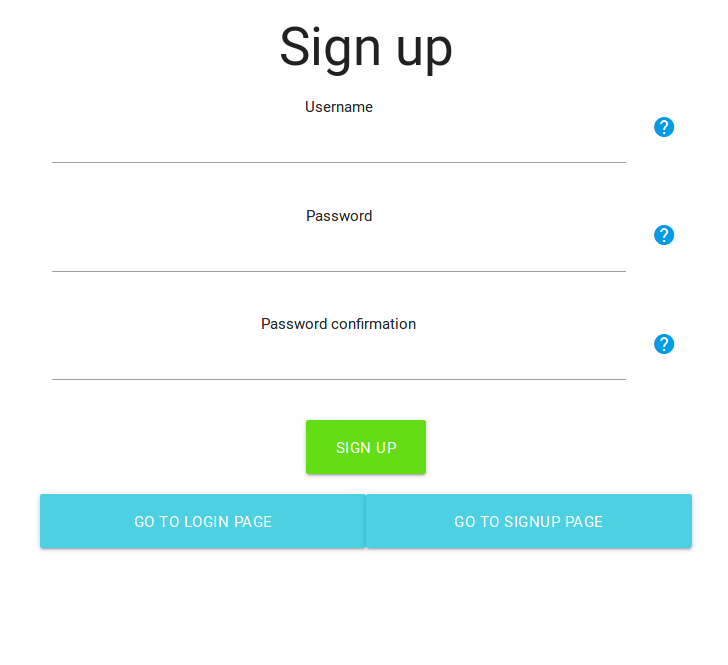 Sign up
Username
Password
Password confirmation
SIGN UP
GO TO LOGIN PAGE
GO TO SIGNUP PAGE